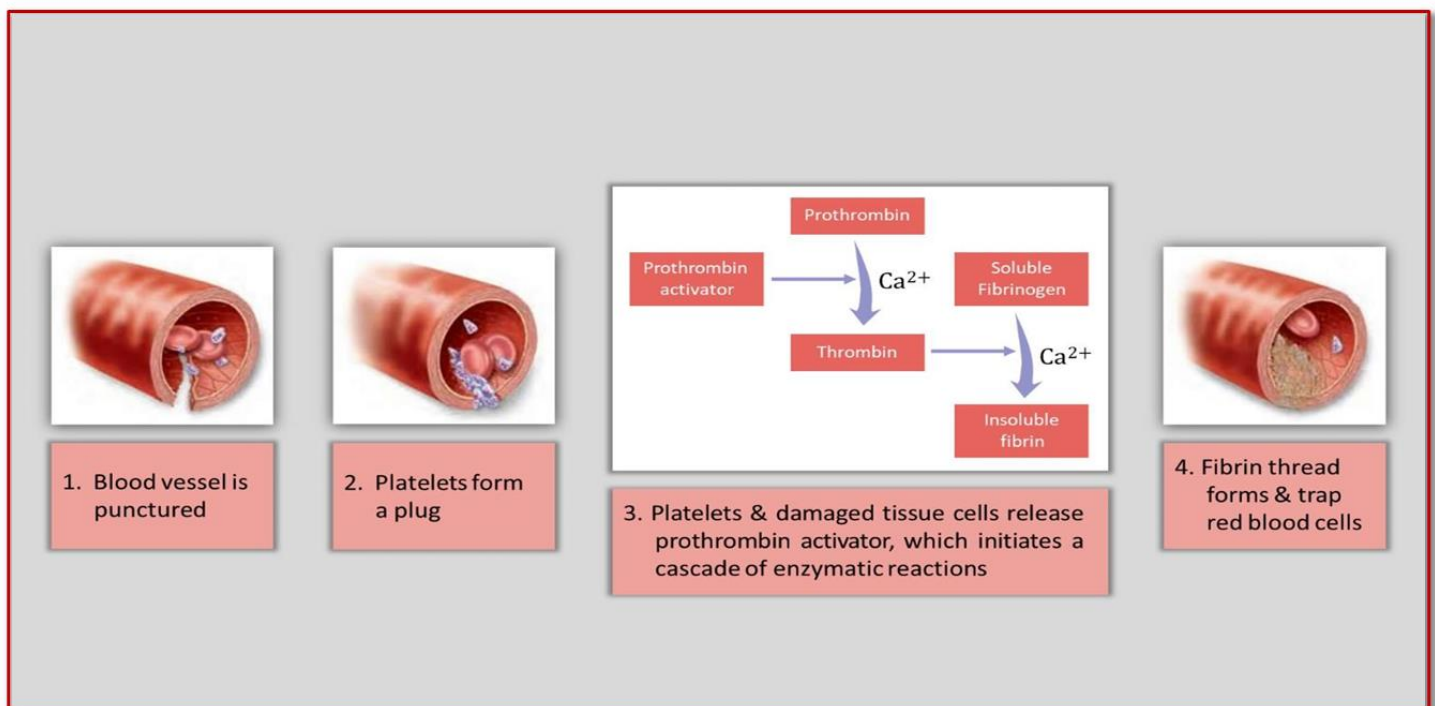 1. Blood vessel is
punctured
2. Platelets form
a plug
Prothrombin
Prothrombin
activator
Ca²⁺
Soluble
Fibrinogen
Thrombin
Ca²⁺
Insoluble
fibrin
3. Platelets & damaged tissue cells release
prothrombin activator, which initiates a
cascade of enzymatic reactions
4. Fibrin thread
forms & trap
red blood cells